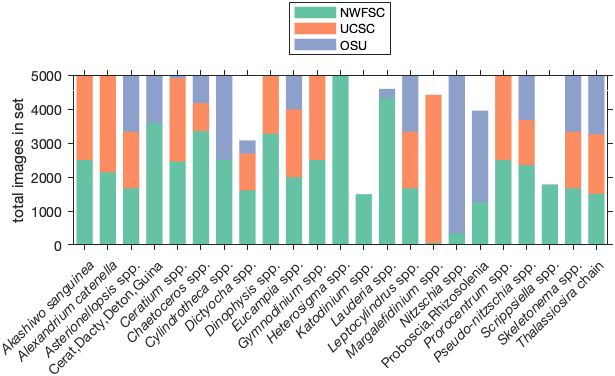 NWFSC
UCSC
OSU
total images in set
5000
4000
3000
2000
1000
0
Akashiwo sanguinea
Alexandrium catenella
Asterionellopsis spp.
Cerat, Dacty, Deton, Guina
Ceratium spp.
Chaetoceros spp.
Cylindrotheca spp.
Dictyocha spp.
Dinophysis spp.
Eucampia spp.
Gymnodinium spp.
Heterosigma spp.
Katodinium spp.
Lauderia spp.
Leptocylindrus spp.
Margalefidinium spp.
Nitzschia spp.
Proboscia, Rhizosolenia
Prorocentrum spp.
Pseudo-nitzschia spp.
Scrippsiella spp.
Skeletonema spp.
Thalassiosira chain